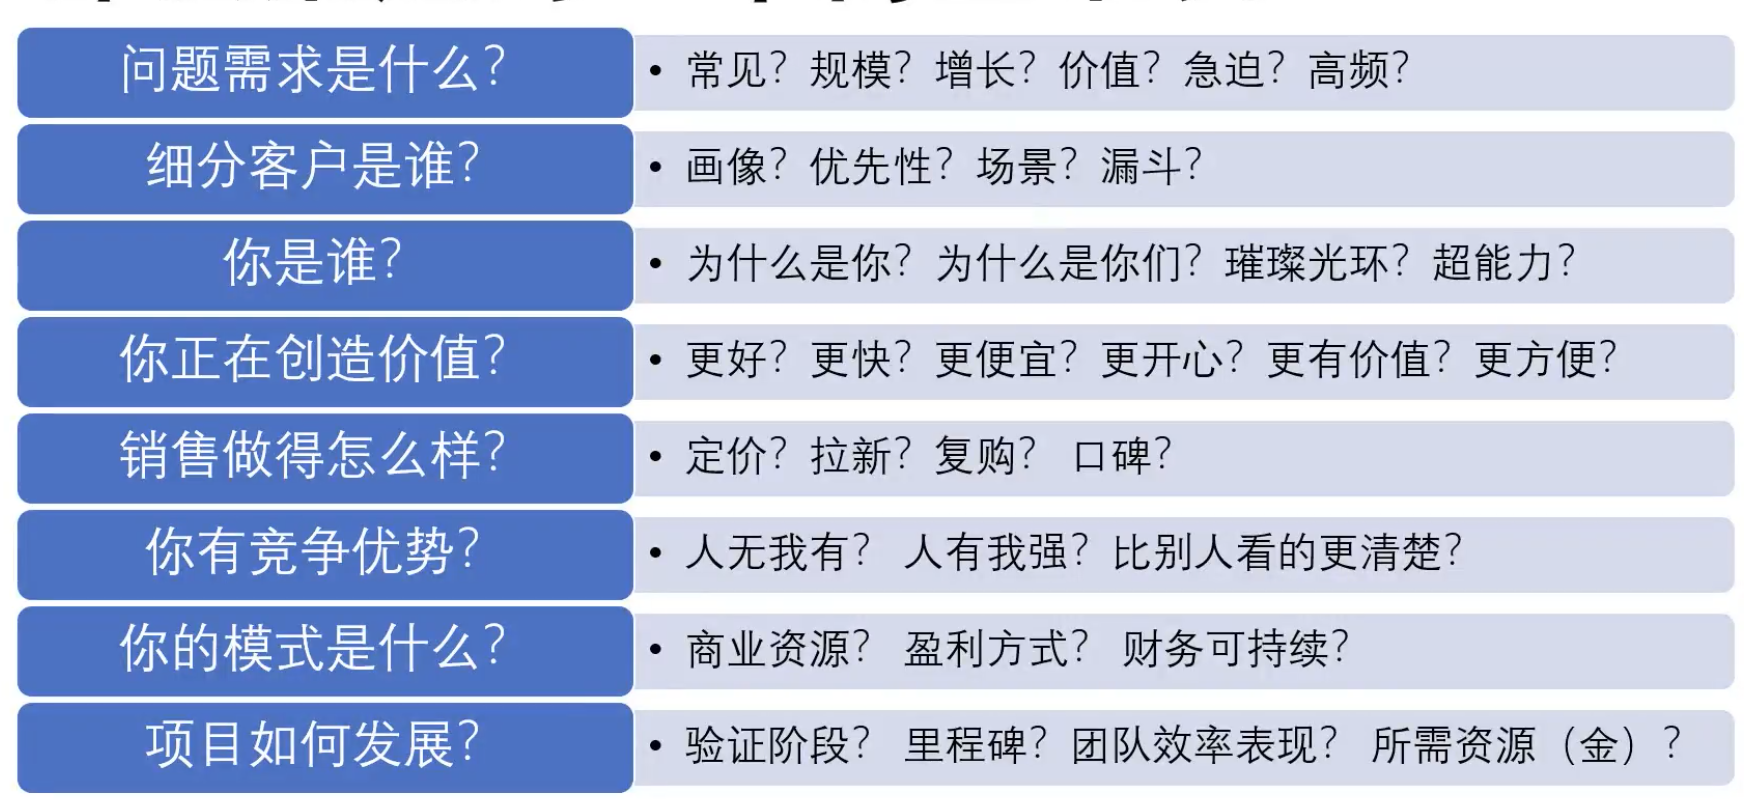 问题需求是什么？
• 常见？规模？增长？价值？急迫？高频？
细分客户是谁？
• 画像？优先性？场景？漏斗？
你是谁？
• 为什么是你？为什么是你们？璀璨光环？超能力？
你正在创造价值？
• 更好？更快？更便宜？更开心？更有价值？更方便？
销售做得怎么样？
• 定价？拉新？复购？ 口碑？
你有竞争优势？
• 人无我有？ 人有我强？比别人看的更清楚？
你的模式是什么？
• 商业资源？ 盈利方式？ 财务可持续？
项目如何发展？
• 验证阶段？ 里程碑？团队效率表现？ 所需资源（金）？